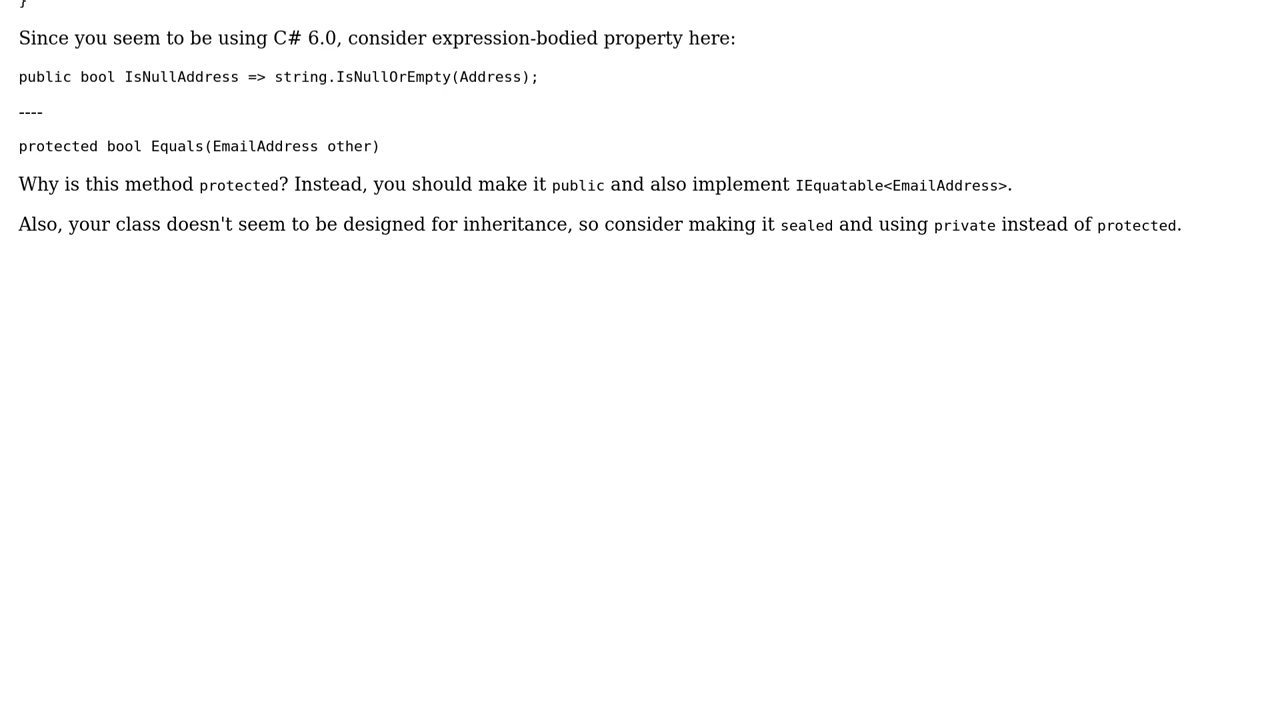 }
Since you seem to be using C# 6.0, consider expression-bodied property here:
public bool IsNullAddress => string.IsNullOrEmpty(Address);
----
protected bool Equals(EmailAddress other)
Why is this method protected? Instead, you should make it public and also implement IEquatable<EmailAddress>.
Also, your class doesn't seem to be designed for inheritance, so consider making it sealed and using private instead of protected.